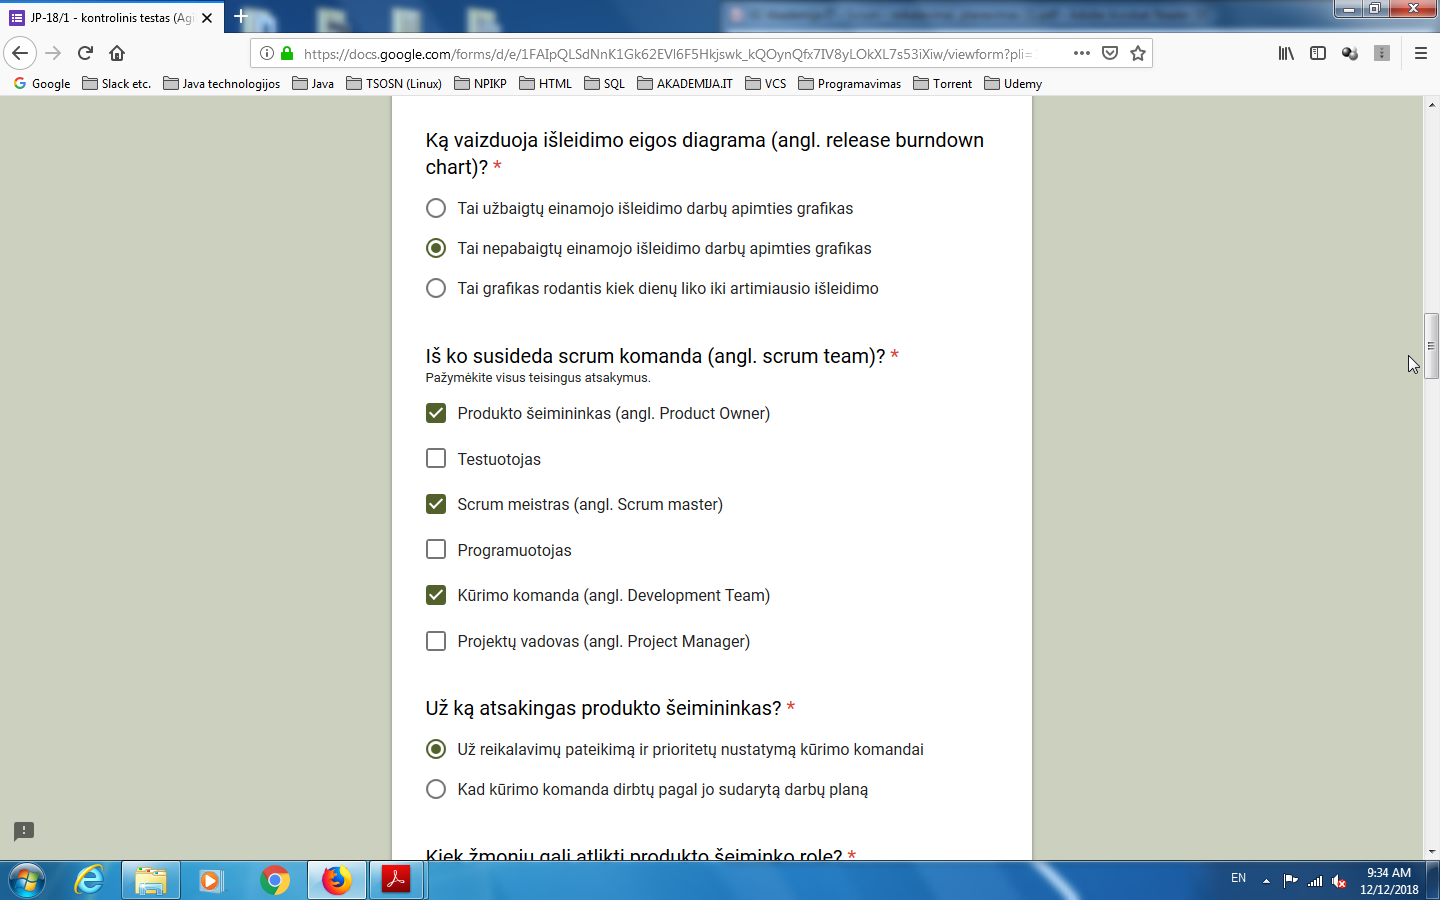 JP-18/1 - kontrolinis testas (Agi
https://docs.google.com/forms/d/e/1FAIpQLSdNnK1Gk62EVl6F5Hkjswk_kQOynQfx7IV8yLOkXL7s53iXiw/viewform?pli=
Google
Slack etc.
Java technologijos
Java
TSOSN (Linux)
NPIKP
HTML
SQL
AKADEMIJA.IT
VCS
Programavimas
Torrent
Udemy
Ką vaizduoja išleidimo eigos diagrama (angl. release burndown
chart)? *
Tai užbaigtų einamojo išleidimo darbų apimties grafikas
Tai nepabaigtų einamojo išleidimo darbų apimties grafikas
Tai grafikas rodantis kiek dienų liko iki artimiausio išleidimo
Iš ko susideda scrum komanda (angl. scrum team)? *
Pažymėkite visus teisingus atsakymus.
Produkto šeimininkas (angl. Product Owner)
Testuotojas
Scrum meistras (angl. Scrum master)
Programuotojas
Kūrimo komanda (angl. Development Team)
Projektų vadovas (angl. Project Manager)
Už ką atsakingas produkto šeimininkas? *
Už reikalavimų pateikimą ir prioritetų nustatymą kūrimo komandai
Kad kūrimo komanda dirbtų pagal jo sudarytą darbų planą
Kiek žmonių gali atlikti produkto šeiminko rolę? *
EN
9:34 AM
12/12/2018